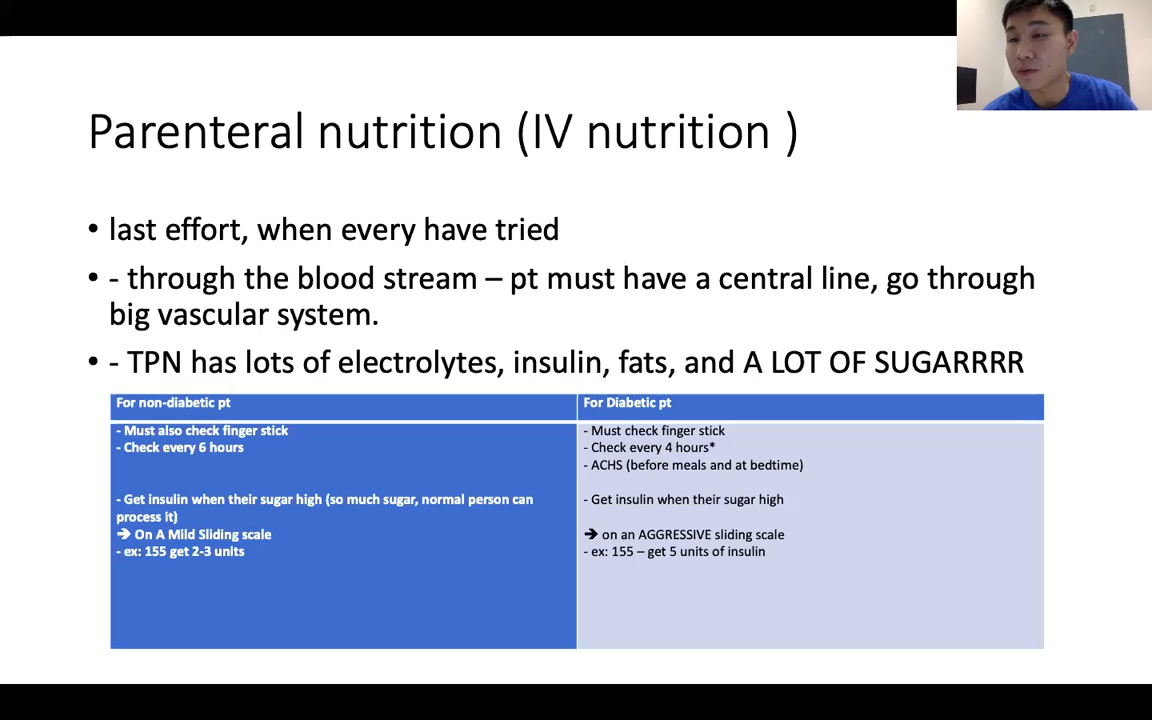 Parenteral nutrition (IV nutrition )
• last effort, when every have tried
• - through the blood stream – pt must have a central line, go through
big vascular system.
• - TPN has lots of electrolytes, insulin, fats, and A LOT OF SUGARRRR
For non-diabetic pt
- Must also check finger stick
- Check every 6 hours
- Get insulin when their sugar high (so much sugar, normal person can
process it)
➔ On A Mild Sliding scale
- ex: 155 get 2-3 units
For Diabetic pt
- Must check finger stick
- Check every 4 hours*
- ACHS (before meals and at bedtime)
- Get insulin when their sugar high
➔ on an AGGRESSIVE sliding scale
- ex: 155 – get 5 units of insulin